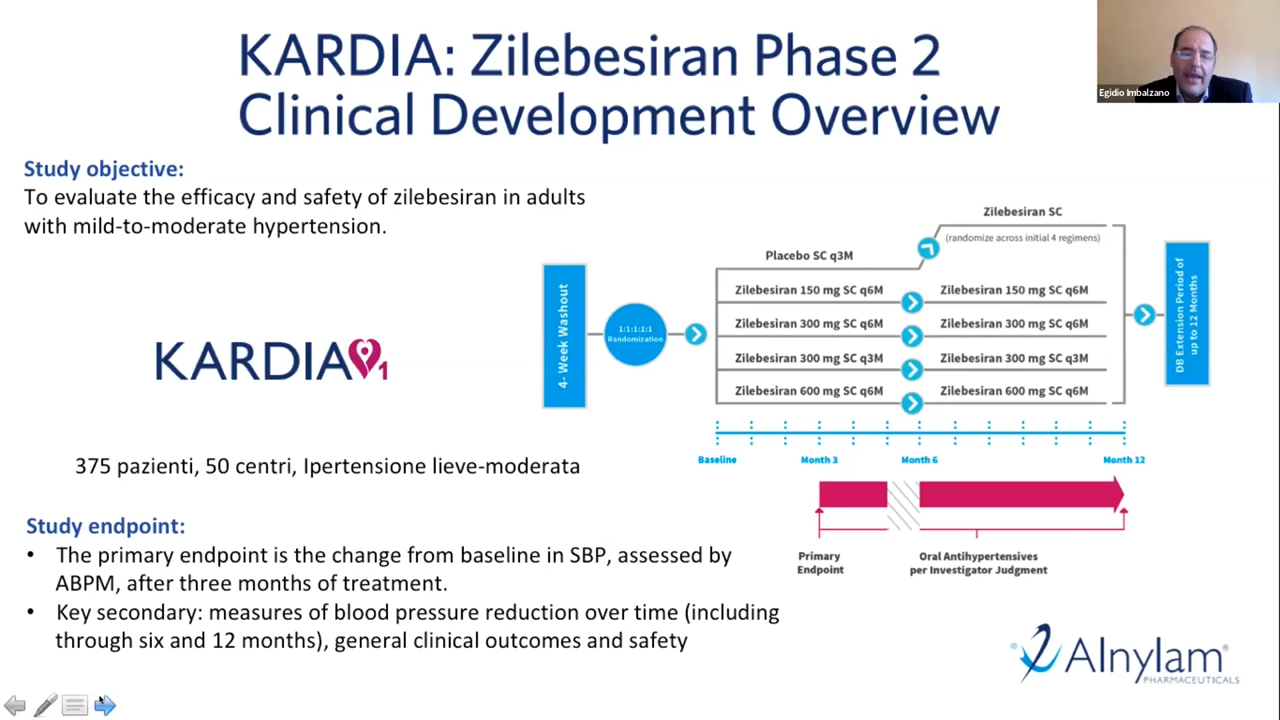 KARDIA: Zilebesiran Phase 2
Clinical Development Overview
Egidio Imbalzano
Study objective:
To evaluate the efficacy and safety of zilebesiran in adults
with mild-to-moderate hypertension.
KARDIA 1
375 pazienti, 50 centri, Ipertensione lieve-moderata
Study endpoint:
• The primary endpoint is the change from baseline in SBP, assessed by
ABPM, after three months of treatment.
• Key secondary: measures of blood pressure reduction over time (including
through six and 12 months), general clinical outcomes and safety
4- Week Washout
1:1:1:1:1
Randomization
Placebo SC q3M
Zilebesiran SC
(randomize across initial 4 regimens)
Zilebesiran 150 mg SC q6M
Zilebesiran 150 mg SC q6M
Zilebesiran 300 mg SC q6M
Zilebesiran 300 mg SC q6M
Zilebesiran 300 mg SC q3M
Zilebesiran 300 mg SC q3M
Zilebesiran 600 mg SC q6M
Zilebesiran 600 mg SC q6M
DB Extension Period of
up to 12 Months
Baseline
Month 3
Month 6
Month 12
Primary
Endpoint
Oral Antihypertensives
per Investigator Judgment
Alnylam®
PHARMACEUTICALS